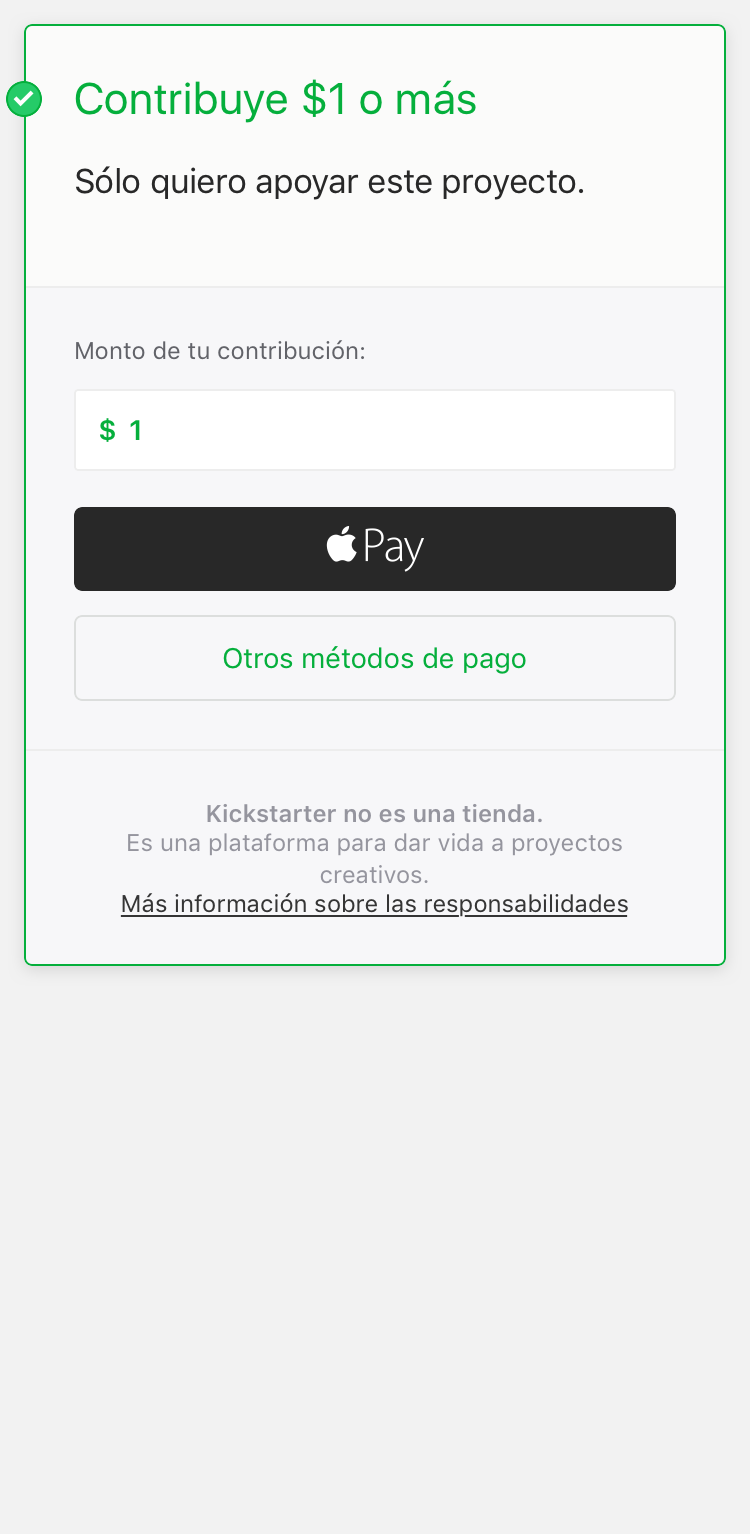 Contribuye $1 o más
Sólo quiero apoyar este proyecto.
Monto de tu contribución:
$ 1
Pay
Otros métodos de pago
Kickstarter no es una tienda.
Es una plataforma para dar vida a proyectos
creativos.
Más información sobre las responsabilidades